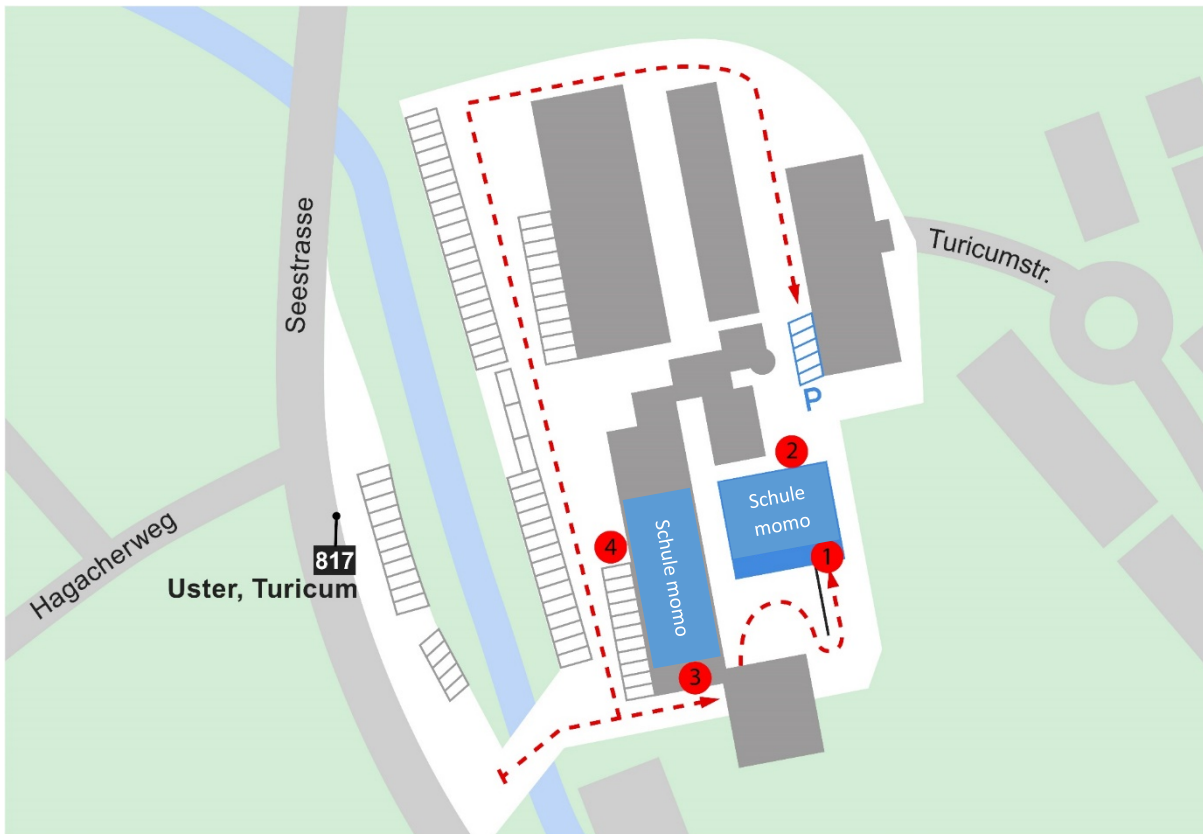 Seestrasse
Turicumstr.
P
2
Schule
momo
1
Schule momo
4
3
Hagacherweg
817
Uster, Turicum